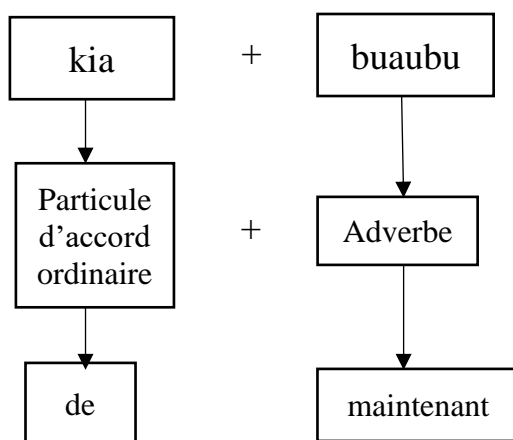 kia + buaubu
Particule
d'accord
ordinaire
+ Adverbe
de
maintenant